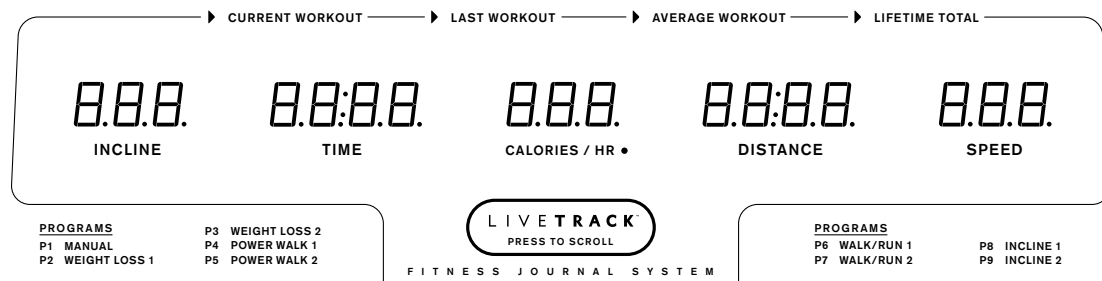 CURRENT WORKOUT LAST WORKOUT AVERAGE WORKOUT LIFETIME TOTAL
8.8.8. 8.8:8.8. 8.8.8. 8.8:8.8. 8.8.8.
INCLINE TIME CALORIES / HR ● DISTANCE SPEED
LIVETRACK™
PRESS TO SCROLL
FITNESS JOURNAL SYSTEM
PROGRAMS
P1 MANUAL
P2 WEIGHT LOSS 1
P3 WEIGHT LOSS 2
P4 POWER WALK 1
P5 POWER WALK 2
PROGRAMS
P6 WALK/RUN 1
P7 WALK/RUN 2
P8 INCLINE 1
P9 INCLINE 2